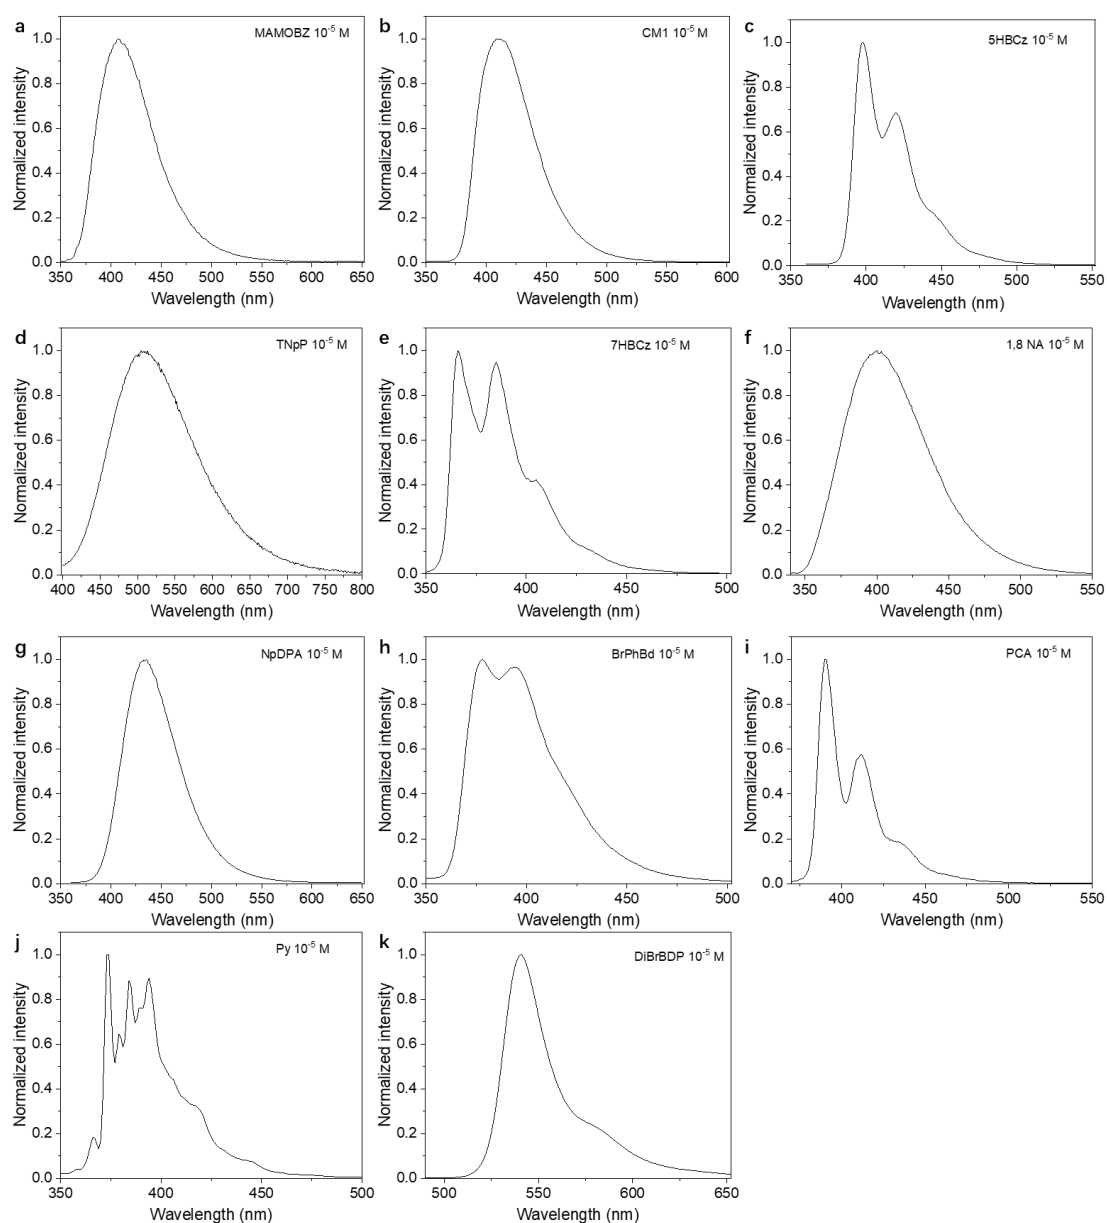 a
MAMOBZ 10⁻⁵ M
Normalized intensity
1.0
0.8
0.6
0.4
0.2
0.0
350 400 450 500 550 600 650
Wavelength (nm)
b
CM1 10⁻⁵ M
Normalized intensity
1.0
0.8
0.6
0.4
0.2
0.0
350 400 450 500 550 600
Wavelength (nm)
c
5HBCz 10⁻⁵ M
Normalized intensity
1.0
0.8
0.6
0.4
0.2
0.0
350 400 450 500 550
Wavelength (nm)
d
TNpP 10⁻⁵ M
Normalized intensity
1.0
0.8
0.6
0.4
0.2
0.0
400 450 500 550 600 650 700 750 800
Wavelength (nm)
e
7HBCz 10⁻⁵ M
Normalized intensity
1.0
0.8
0.6
0.4
0.2
0.0
350 400 450 500
Wavelength (nm)
f
1,8 NA 10⁻⁵ M
Normalized intensity
1.0
0.8
0.6
0.4
0.2
0.0
350 400 450 500 550
Wavelength (nm)
g
NpDPA 10⁻⁵ M
Normalized intensity
1.0
0.8
0.6
0.4
0.2
0.0
350 400 450 500 550 600 650
Wavelength (nm)
h
BrPhBd 10⁻⁵ M
Normalized intensity
1.0
0.8
0.6
0.4
0.2
0.0
350 400 450 500
Wavelength (nm)
i
PCA 10⁻⁵ M
Normalized intensity
1.0
0.8
0.6
0.4
0.2
0.0
400 450 500 550
Wavelength (nm)
j
Py 10⁻⁵ M
Normalized intensity
1.0
0.8
0.6
0.4
0.2
0.0
350 400 450 500
Wavelength (nm)
k
DiBrBDP 10⁻⁵ M
Normalized intensity
1.0
0.8
0.6
0.4
0.2
0.0
500 550 600 650
Wavelength (nm)